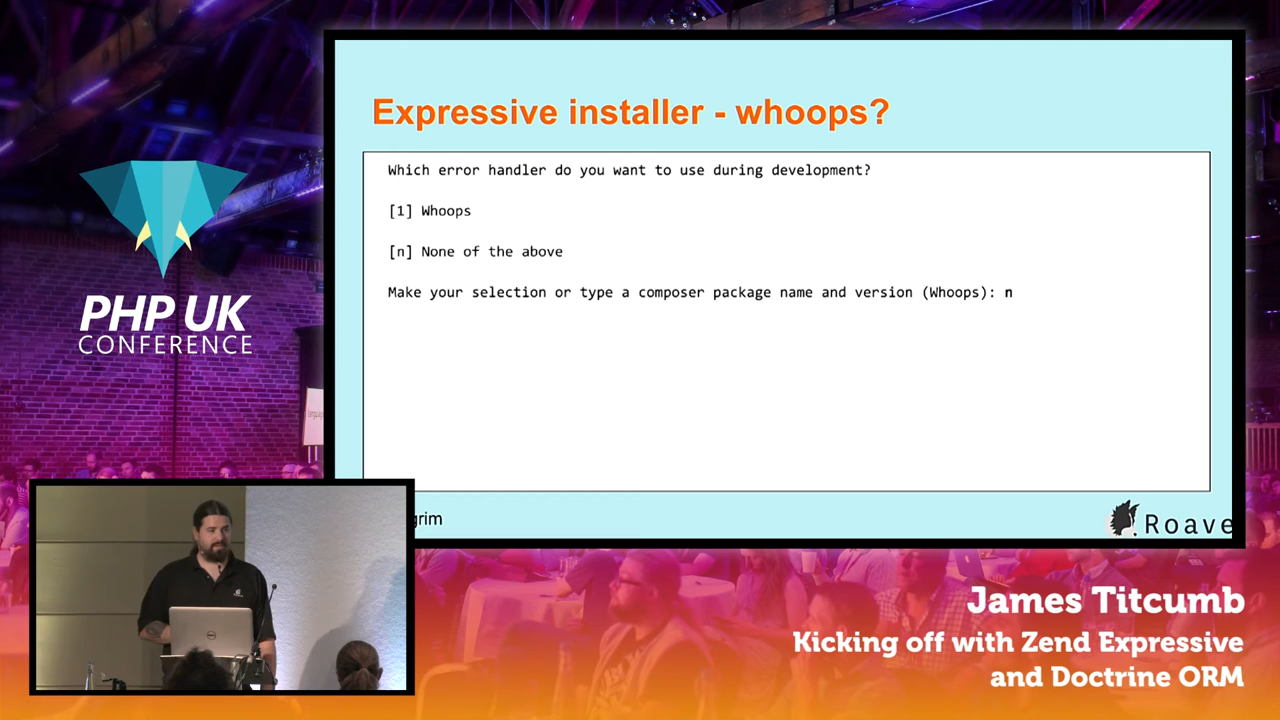 Expressive installer - whoops?
Which error handler do you want to use during development?
[1] Whoops
[n] None of the above
Make your selection or type a composer package name and version (Whoops): n
PHP UK
CONFERENCE
grim
Roave
James Titcumb
Kicking off with Zend Expressive
and Doctrine ORM